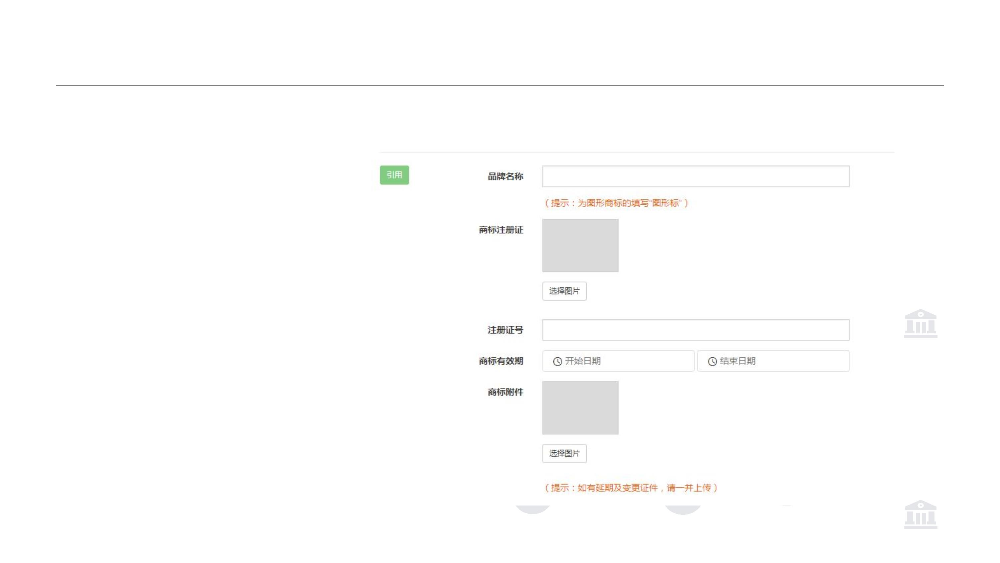 引用
品牌名称
（提示：为图形商标的填写“图形标”）
商标注册证
选择图片
注册证号
商标有效期
开始日期
结束日期
商标附件
选择图片
（提示：如有延期及变更证件，请一并上传）